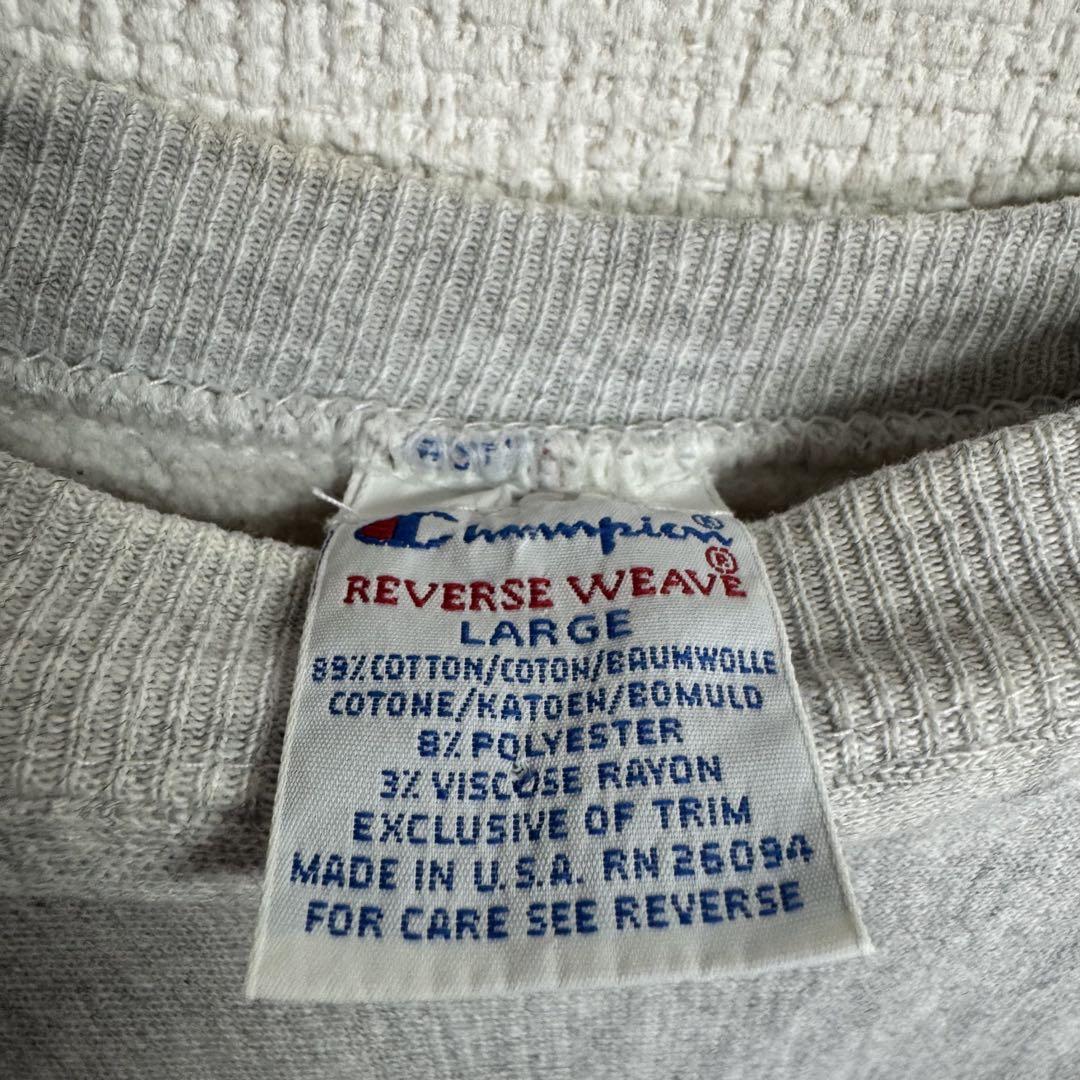 Champion®
REVERSE WEAVE®
LARGE
89% COTTON/COTON/BAUMWOLLE
COTONE/KATOEN/BOMULD
8% POLYESTER
3% VISCOSE RAYON
EXCLUSIVE OF TRIM
MADE IN U.S.A. RN 26094
FOR CARE SEE REVERSE